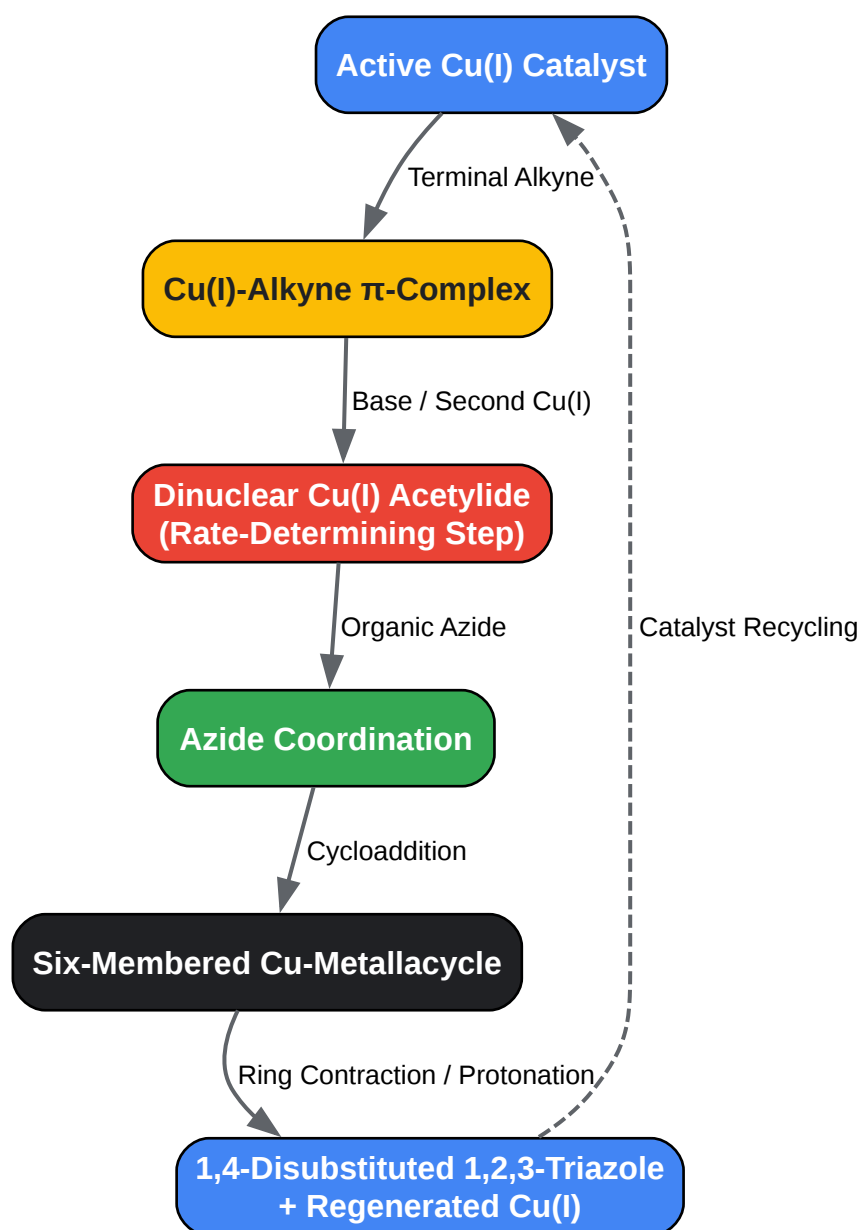 Active Cu(I) Catalyst
Terminal Alkyne
Cu(I)-Alkyne π-Complex
Base / Second Cu(I)
Dinuclear Cu(I) Acetylide
(Rate-Determining Step)
Organic Azide
Catalyst Recycling
Azide Coordination
Cycloaddition
Six-Membered Cu-Metallacycle
Ring Contraction / Protonation
1,4-Disubstituted 1,2,3-Triazole
+ Regenerated Cu(I)